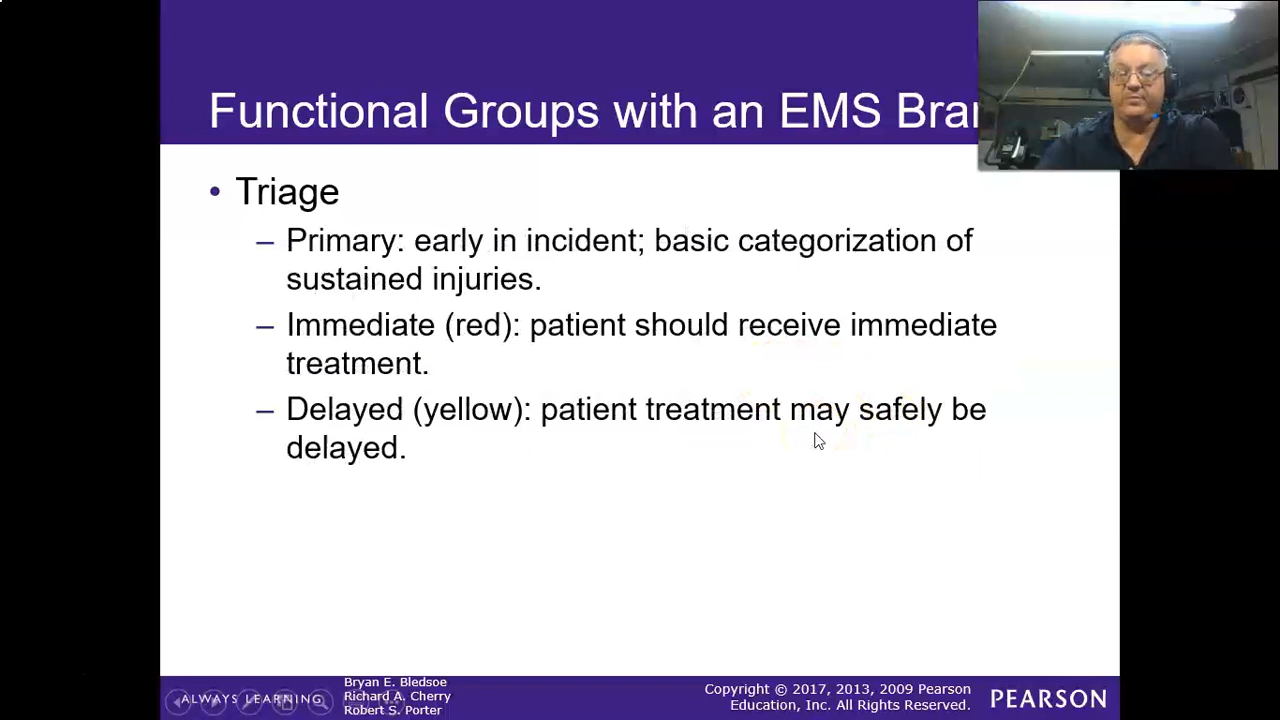 Functional Groups with an EMS Bra
• Triage
– Primary: early in incident; basic categorization of
sustained injuries.
– Immediate (red): patient should receive immediate
treatment.
– Delayed (yellow): patient treatment may safely be
delayed.
ALWAYS LEARNING
Bryan E. Bledsoe
Richard A. Cherry
Robert S. Porter
Copyright © 2017, 2013, 2009 Pearson
Education, Inc. All Rights Reserved.
PEARSON